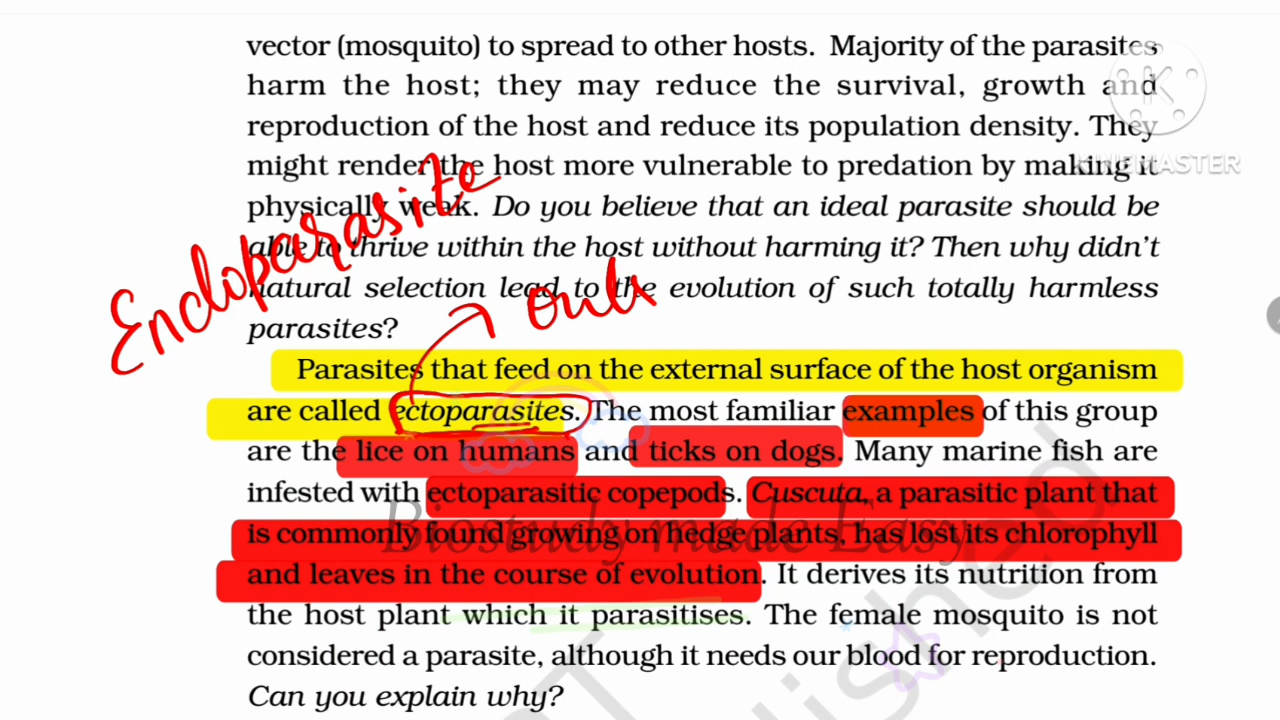 vector (mosquito) to spread to other hosts. Majority of the parasites
harm the host; they may reduce the survival, growth and
reproduction of the host and reduce its population density. They
might render the host more vulnerable to predation by making it
KINEMASTER
physically weak. Do you believe that an ideal parasite should be
able to thrive within the host without harming it? Then why didn't
natural selection lead to the evolution of such totally harmless
parasites?
Endoparasite
Parasites that feed on the external surface of the host organism
are called ectoparasites. The most familiar examples of this group
are the lice on humans and ticks on dogs. Many marine fish are
infested with ectoparasitic copepods. Cuscuta, a parasitic plant that
is commonly found growing on hedge plants, has lost its chlorophyll
Biostudy made Easy
and leaves in the course of evolution. It derives its nutrition from
the host plant which it parasitises. The female mosquito is not
considered a parasite, although it needs our blood for reproduction.
Can you explain why?